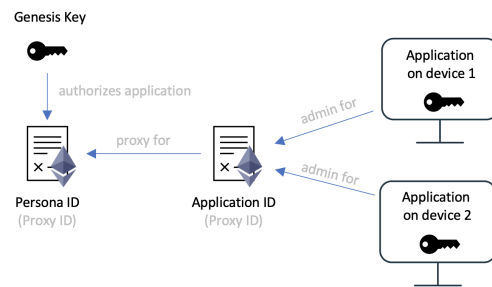 Genesis Key
authorizes application
Application
on device 1
admin for
proxy for
admin for
Persona ID
(Proxy ID)
Application ID
(Proxy ID)
Application
on device 2